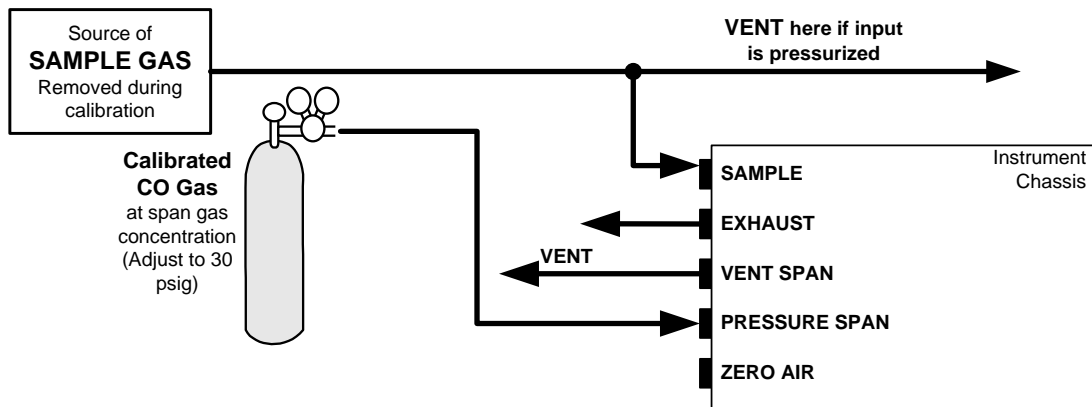 Source of
SAMPLE GAS
Removed during
calibration
VENT here if input
is pressurized
Calibrated
CO Gas
at span gas
concentration
(Adjust to 30
psig)
Instrument
Chassis
SAMPLE
EXHAUST
VENT
VENT SPAN
PRESSURE SPAN
ZERO AIR